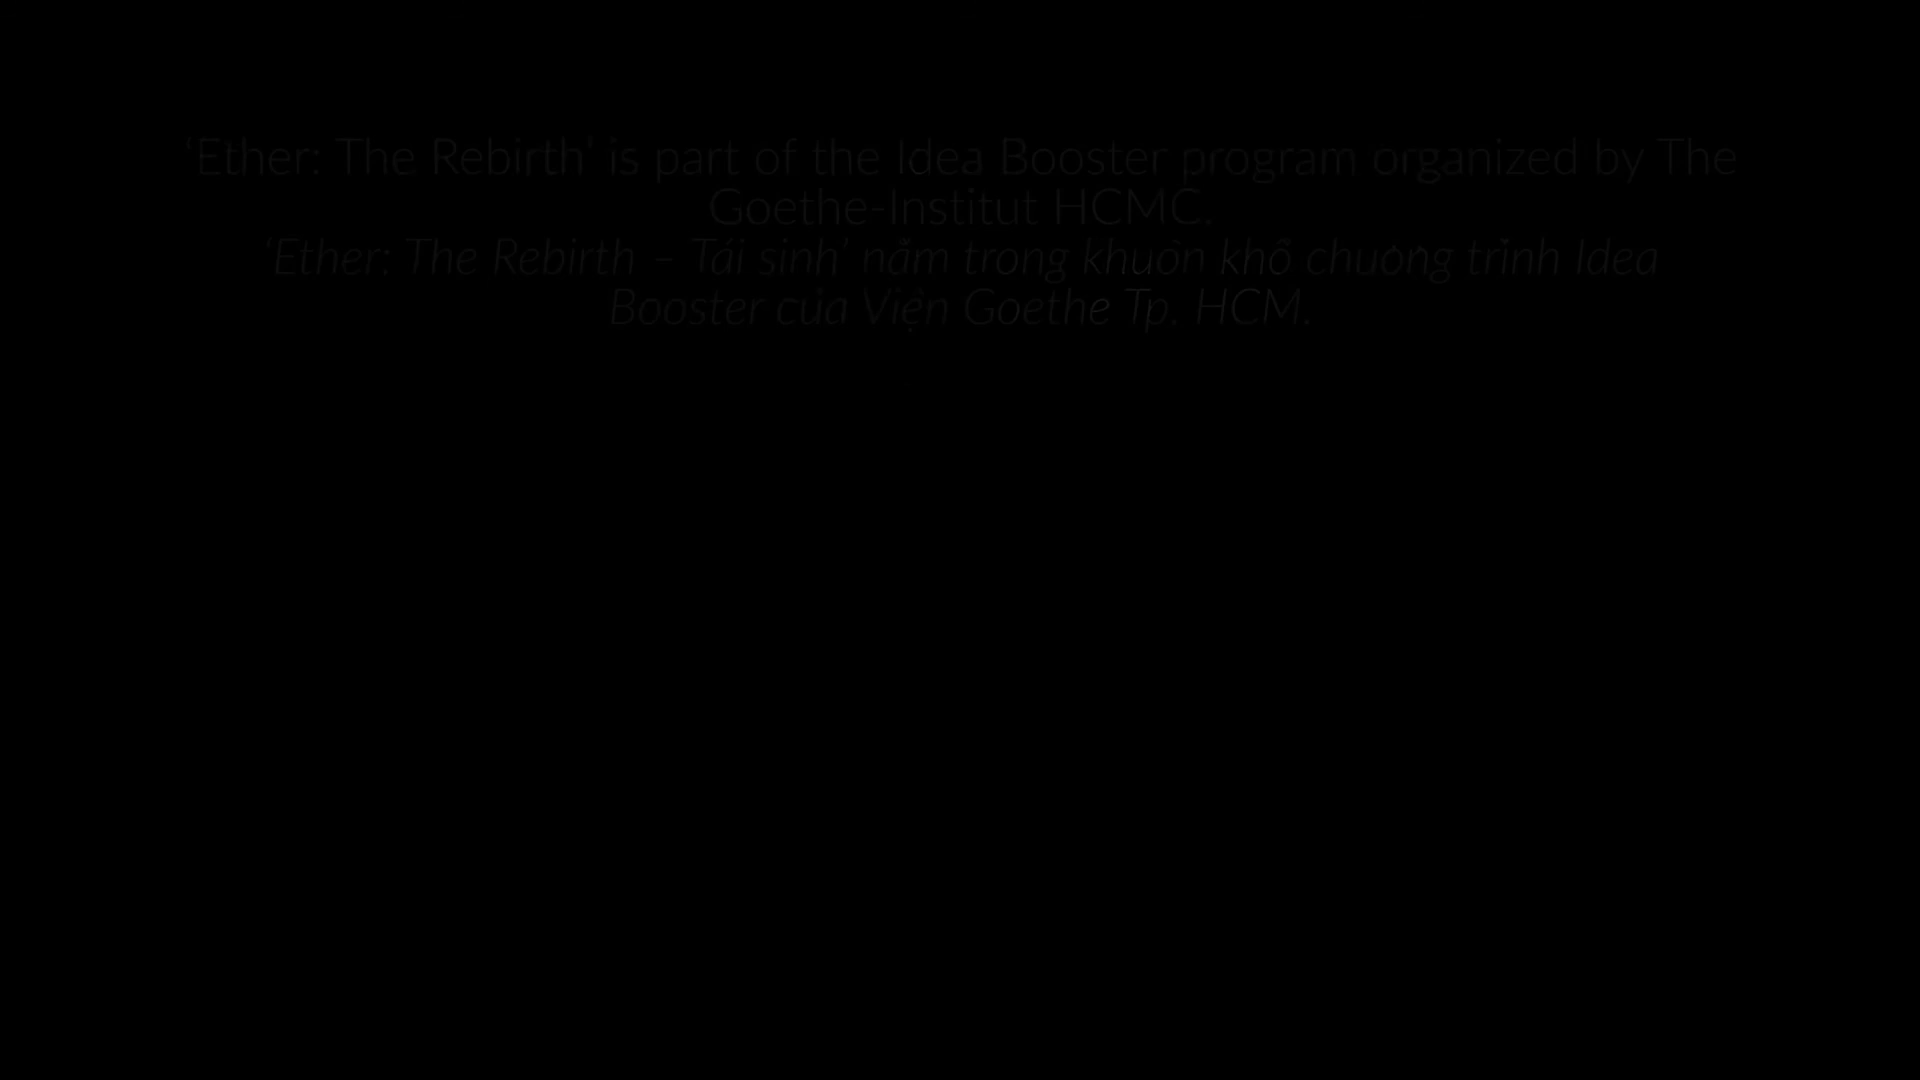 ‘Ether: The Rebirth’ is part of the Idea Booster program organized by The
Goethe-Institut HCMC.
‘Ether: The Rebirth – Tái sinh’ nằm trong khuôn khổ chương trình Idea
Booster của Viện Goethe Tp. HCM.